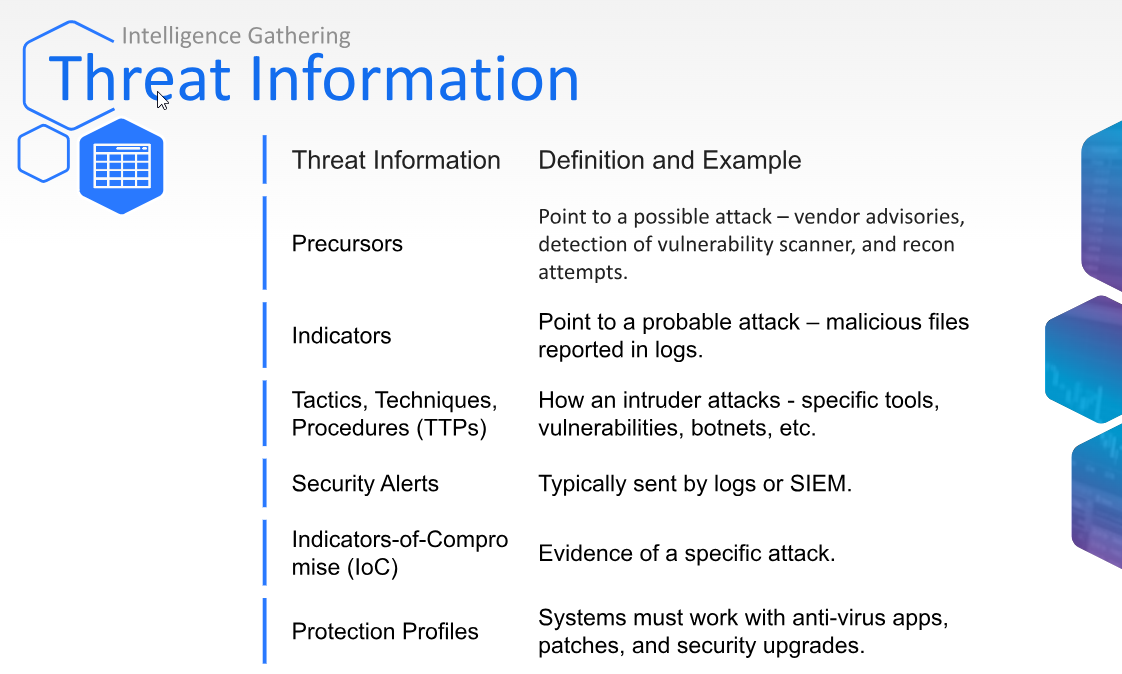 Intelligence Gathering
Threat Information
Threat Information
Definition and Example
Precursors
Point to a possible attack – vendor advisories,
detection of vulnerability scanner, and recon
attempts.
Indicators
Point to a probable attack – malicious files
reported in logs.
Tactics, Techniques,
Procedures (TTPs)
How an intruder attacks - specific tools,
vulnerabilities, botnets, etc.
Security Alerts
Typically sent by logs or SIEM.
Indicators-of-Compro
mise (IoC)
Evidence of a specific attack.
Protection Profiles
Systems must work with anti-virus apps,
patches, and security upgrades.